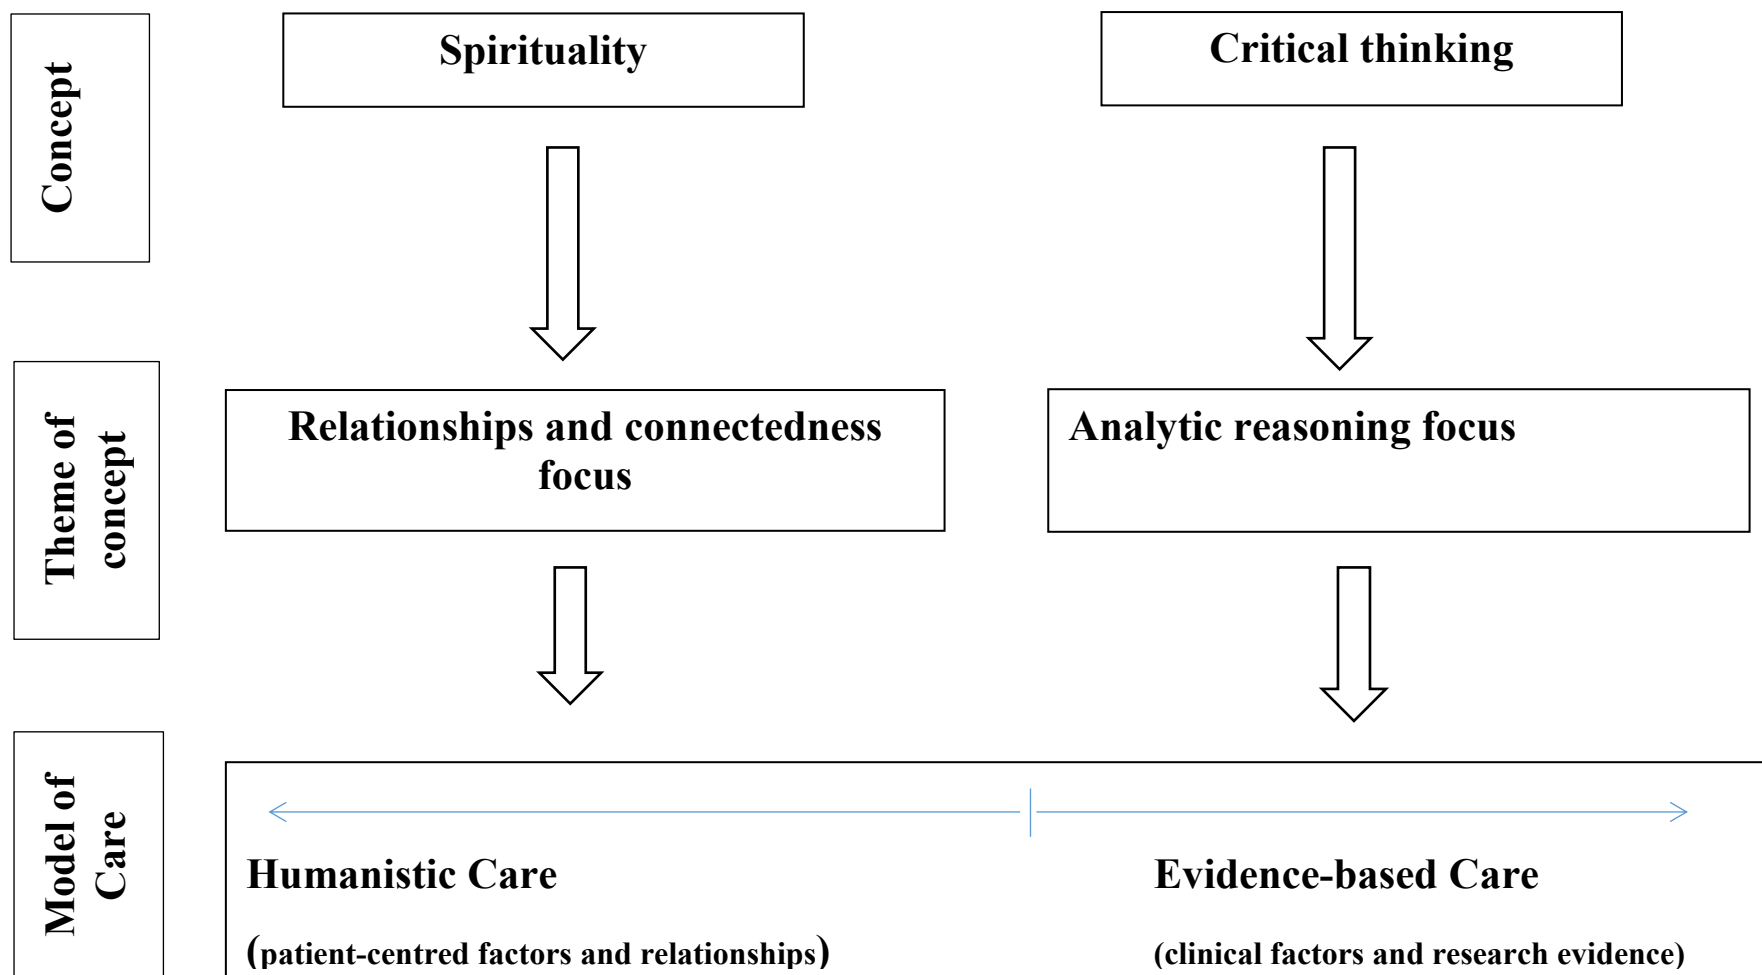 Concept
Spirituality
Critical thinking
Theme of
concept
Relationships and connectedness
focus
Analytic reasoning focus
Model of
Care
Humanistic Care
Evidence-based Care
(patient-centred factors and relationships)
(clinical factors and research evidence)